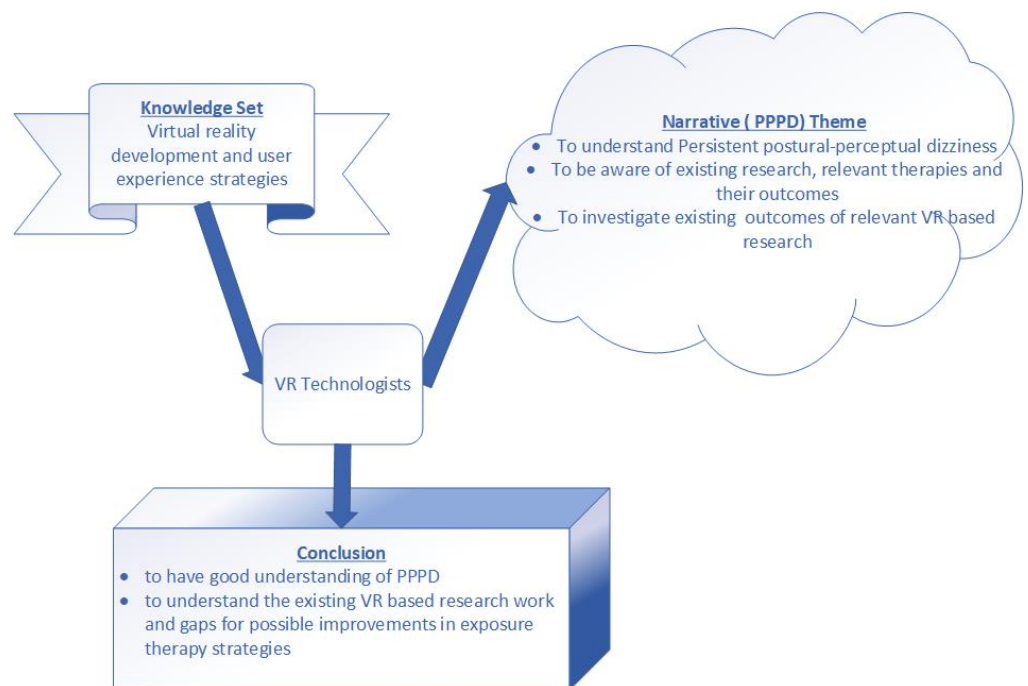 Knowledge Set
Virtual reality
development and user
experience strategies
Narrative ( PPPD) Theme
● To understand Persistent postural-perceptual dizziness
● To be aware of existing research, relevant therapies and
their outcomes
● To investigate existing outcomes of relevant VR based
research
VR Technologists
Conclusion
● to have good understanding of PPPD
● to understand the existing VR based research work
and gaps for possible improvements in exposure
therapy strategies